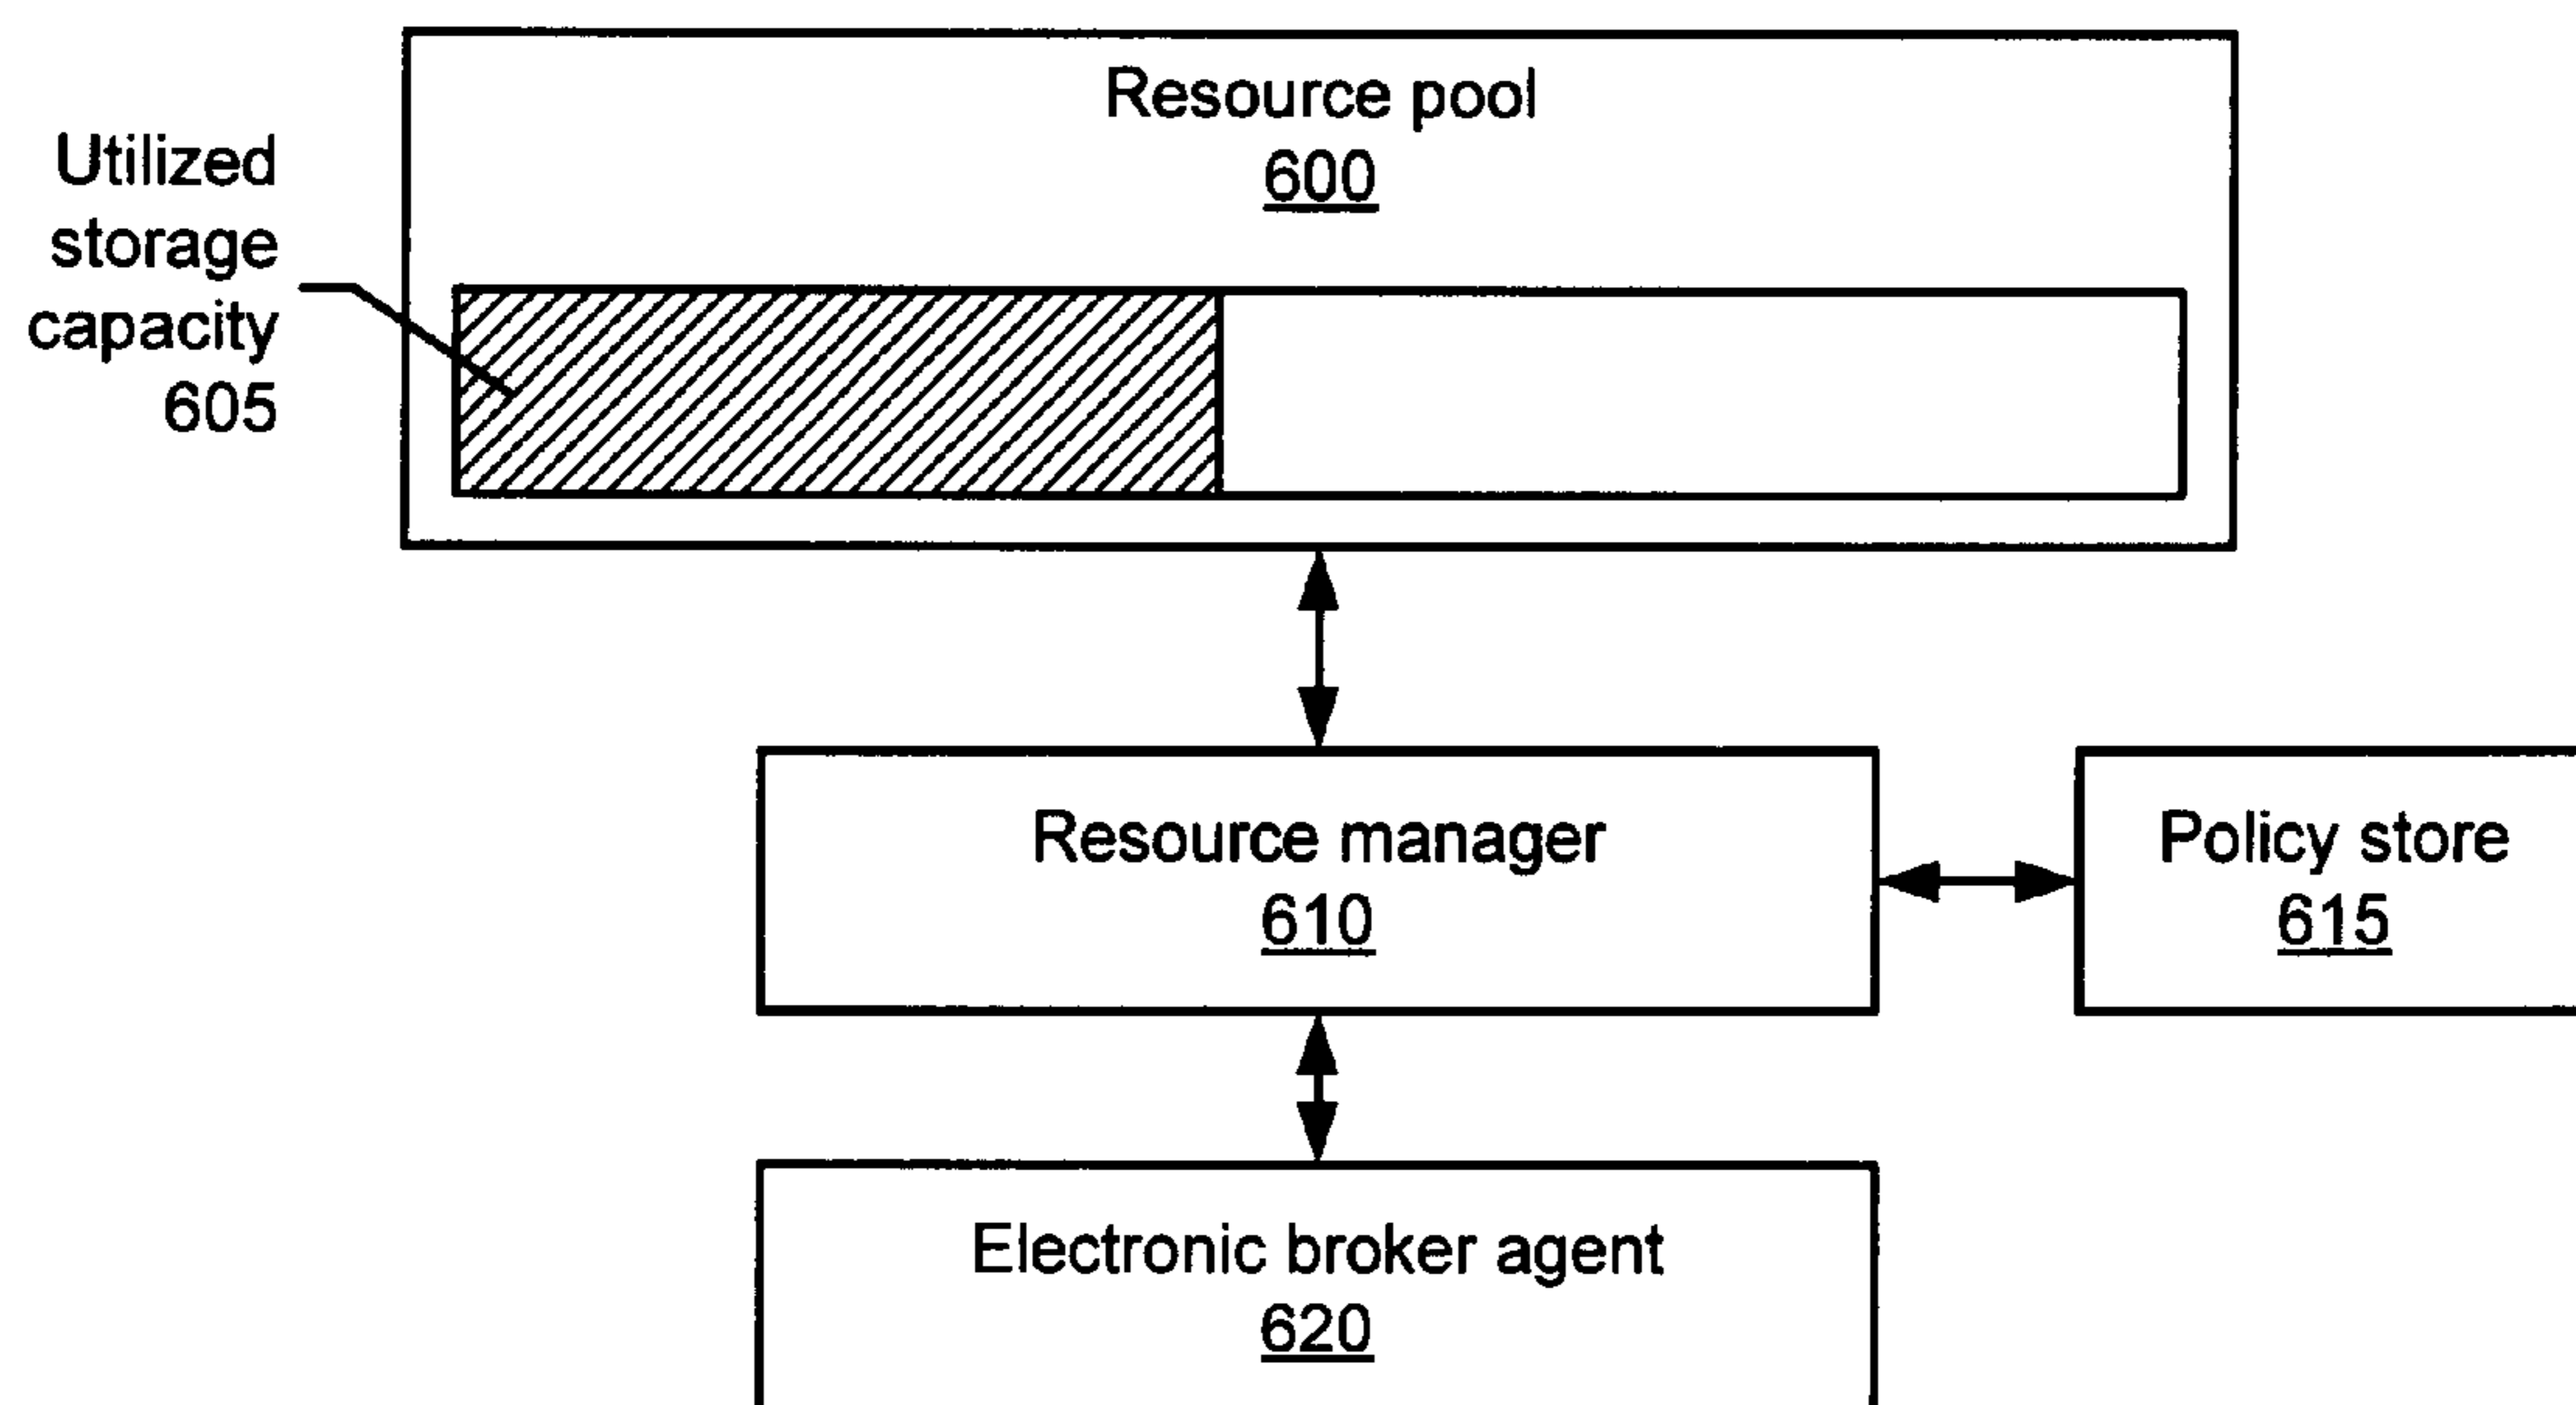 Resource pool
600
Utilized
storage
capacity
605
Resource manager
610
Policy store
615
Electronic broker agent
620